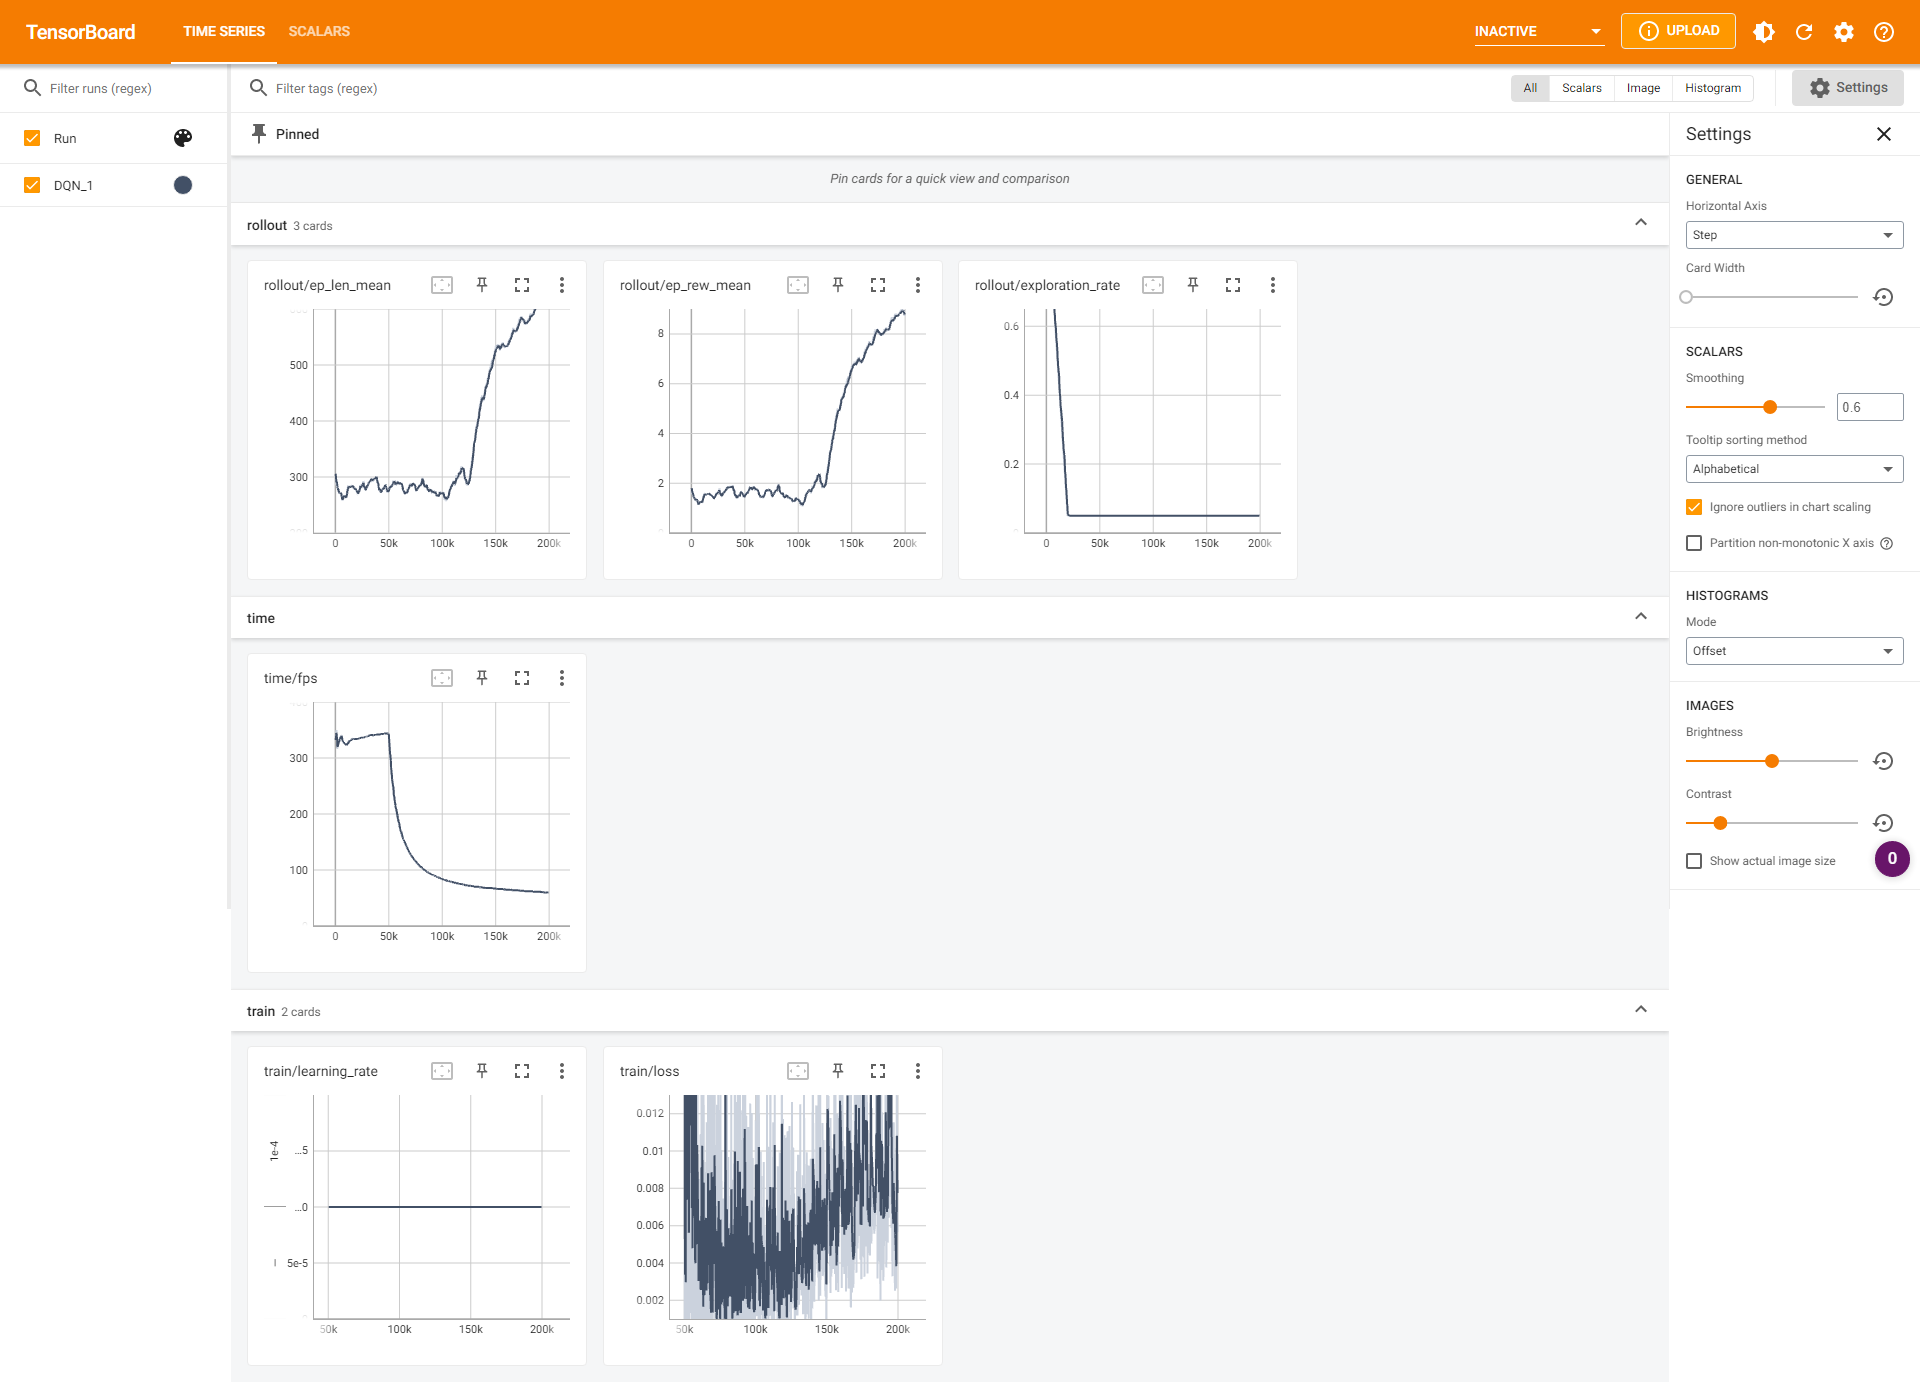 TensorBoard
TIME SERIES
SCALARS
INACTIVE
UPLOAD
Filter runs (regex)
Filter tags (regex)
All
Scalars
Image
Histogram
Settings
Run
DQN_1
Pinned
Pin cards for a quick view and comparison
rollout 3 cards
rollout/ep_len_mean
500
400
300
0 50k 100k 150k 200k
rollout/ep_rew_mean
8
6
4
2
0 50k 100k 150k 200k
rollout/exploration_rate
0.6
0.4
0.2
0 50k 100k 150k 200k
time
time/fps
300
200
100
0 50k 100k 150k 200k
train 2 cards
train/learning_rate
1e-4
...5
...0
5e-5
50k 100k 150k 200k
train/loss
0.012
0.01
0.008
0.006
0.004
0.002
50k 100k 150k 200k
Settings
GENERAL
Horizontal Axis
Step
Card Width
SCALARS
Smoothing
0.6
Tooltip sorting method
Alphabetical
Ignore outliers in chart scaling
Partition non-monotonic X axis
HISTOGRAMS
Mode
Offset
IMAGES
Brightness
Contrast
Show actual image size
0